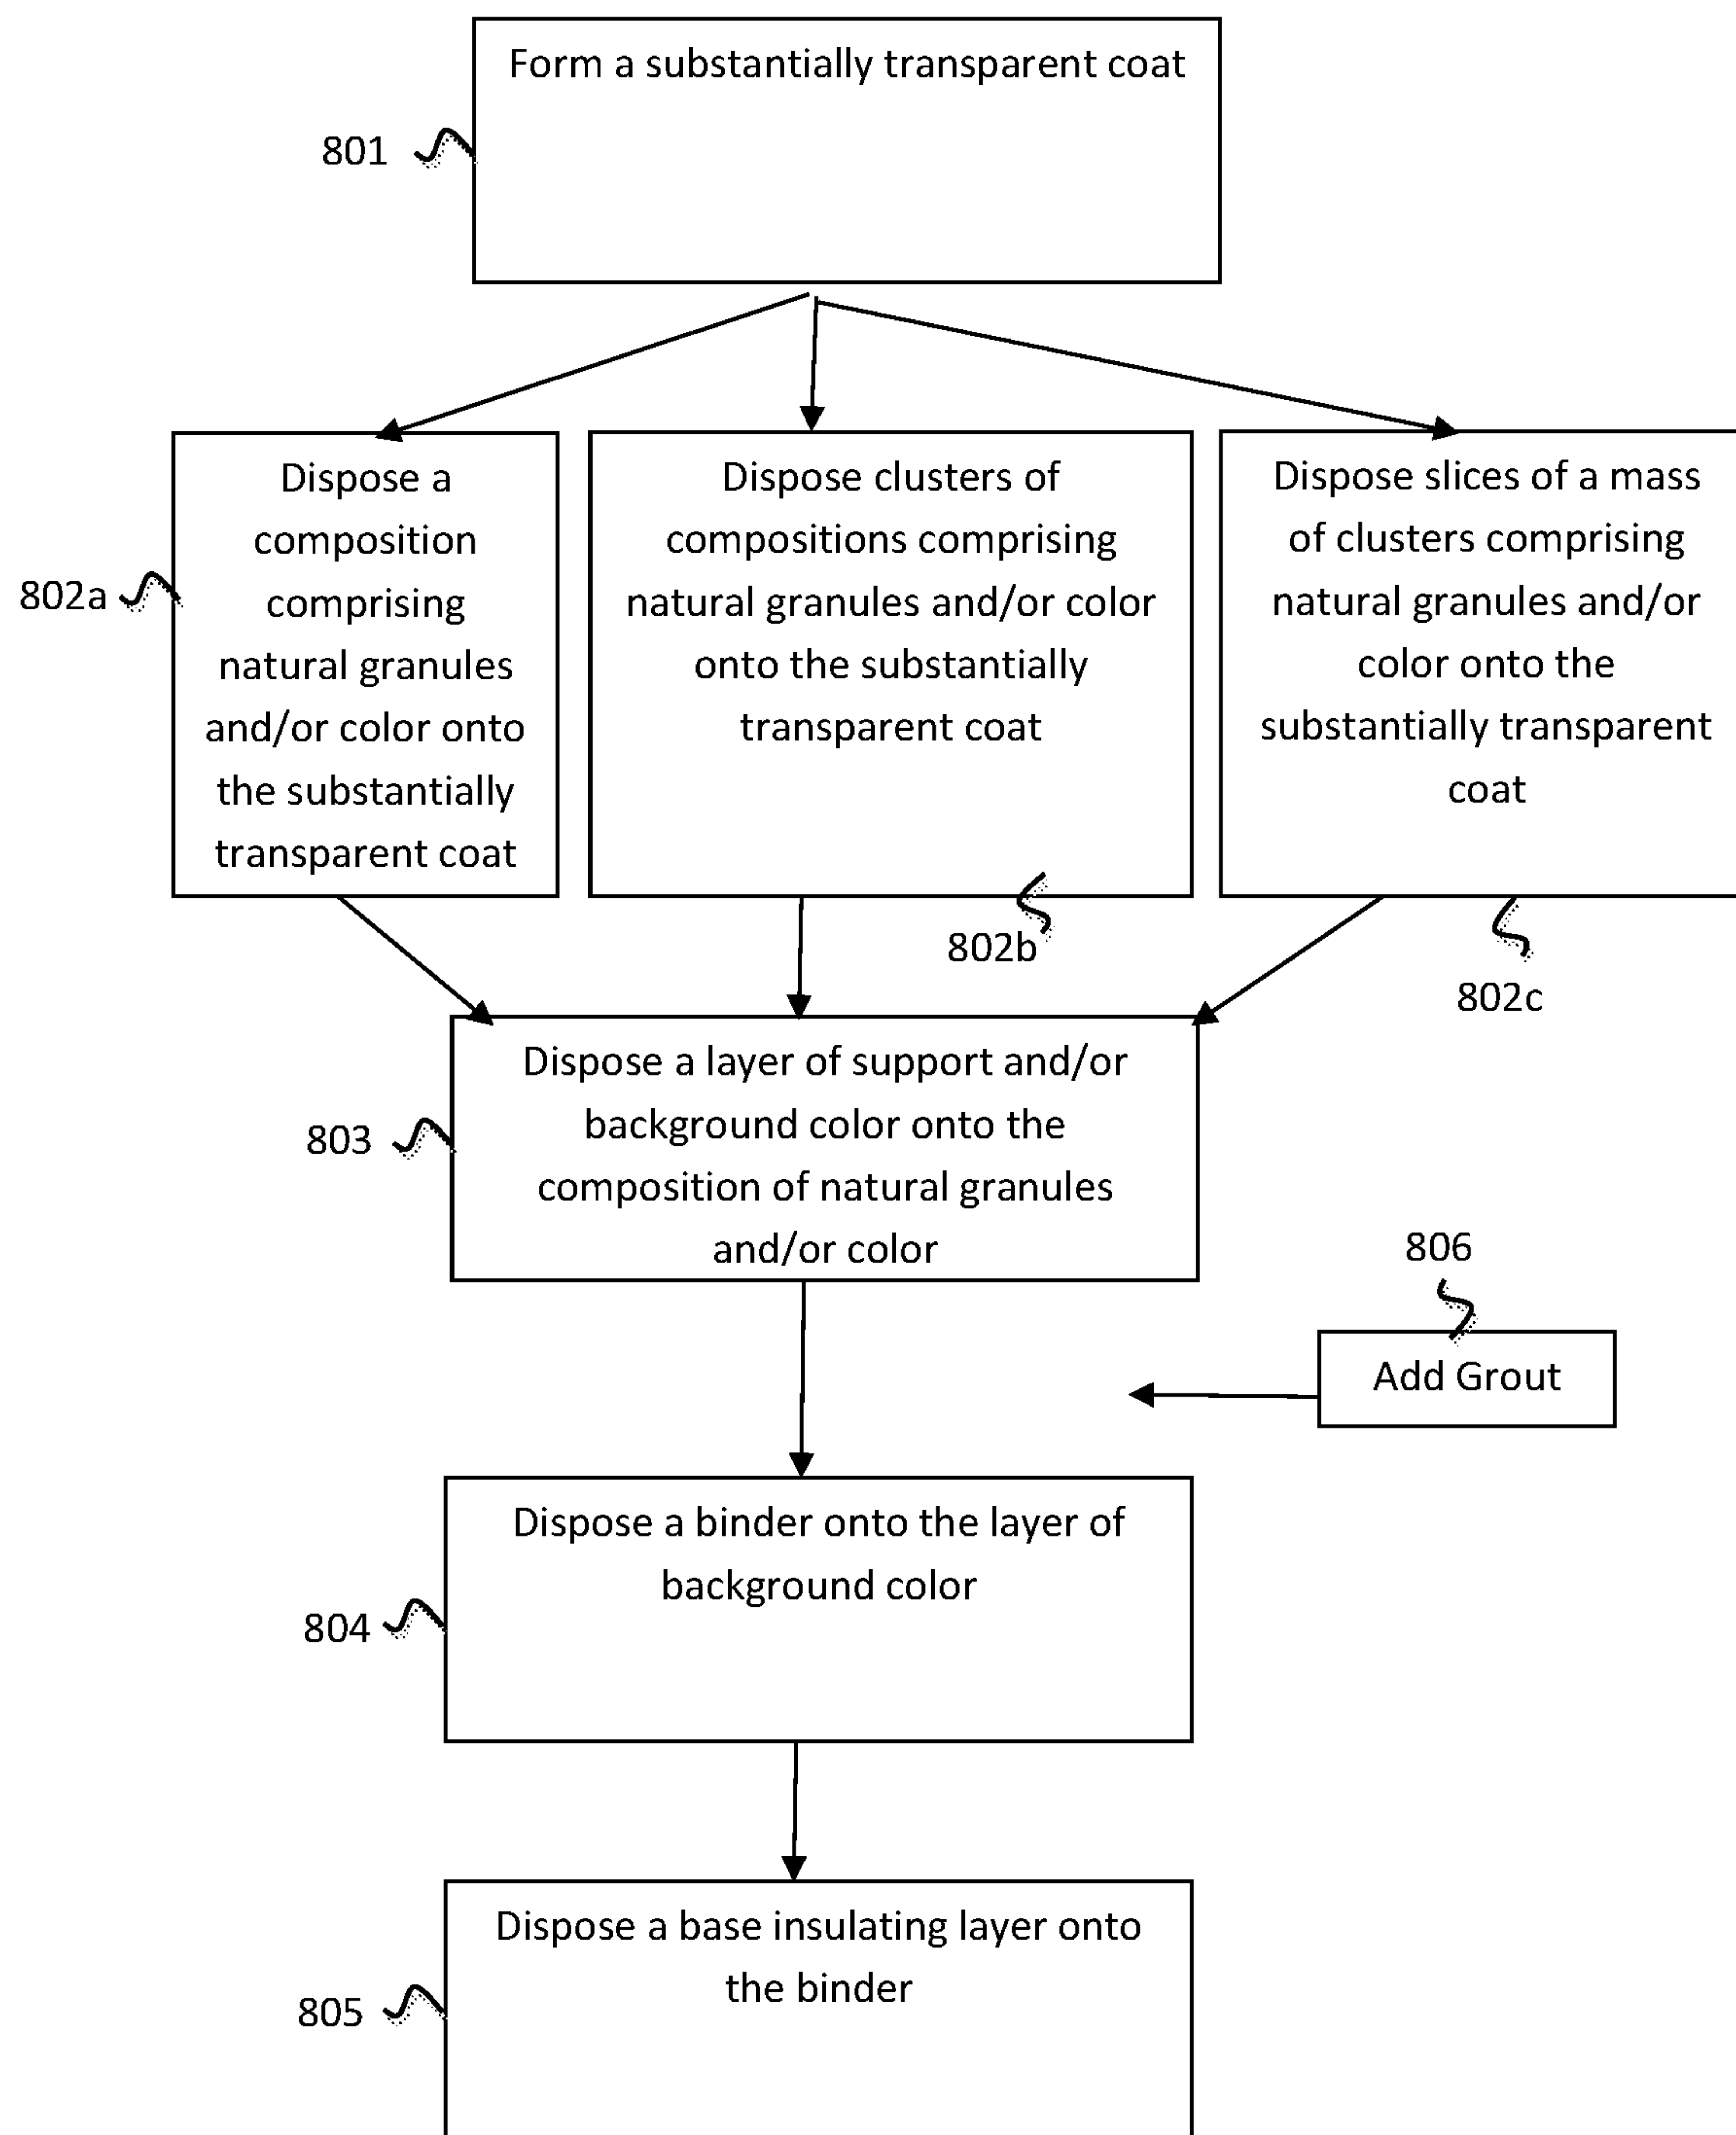 Form a substantially transparent coat
801
Dispose a
composition
comprising
natural granules
and/or color onto
the substantially
transparent coat
802a
Dispose clusters of
compositions comprising
natural granules and/or color
onto the substantially
transparent coat
802b
Dispose slices of a mass
of clusters comprising
natural granules and/or
color onto the
substantially transparent
coat
802c
Dispose a layer of support and/or
background color onto the
composition of natural granules
and/or color
803
806
Add Grout
Dispose a binder onto the layer of
background color
804
Dispose a base insulating layer onto
the binder
805